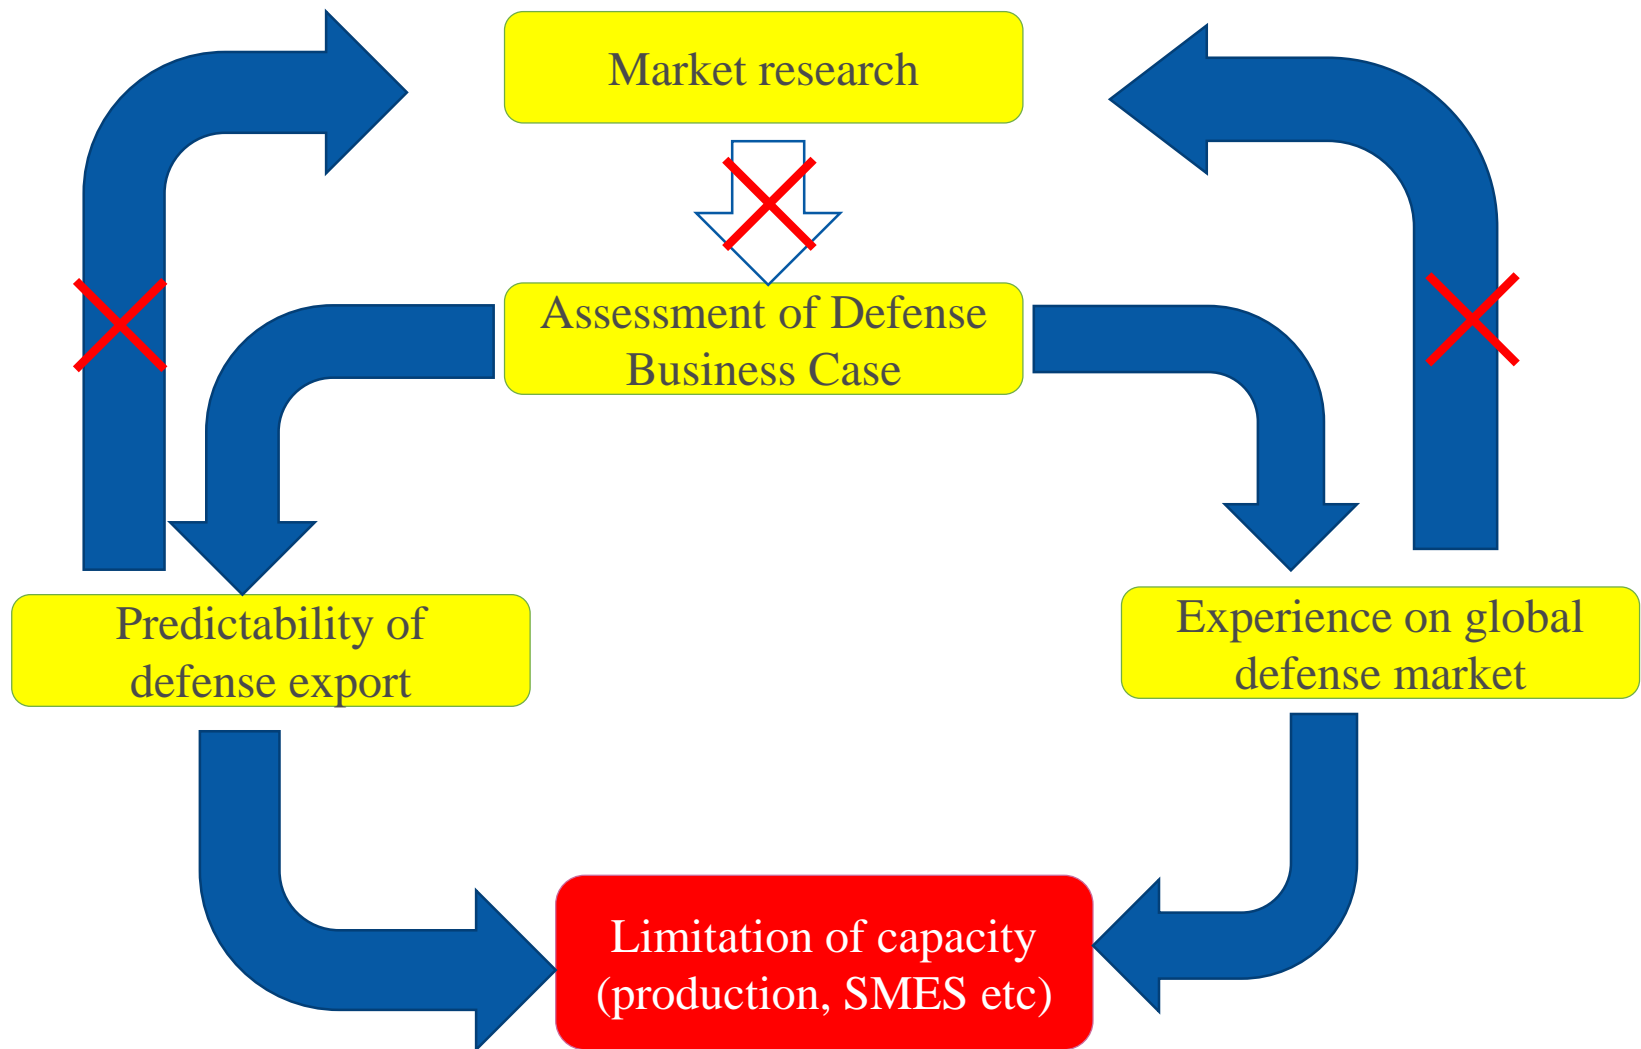 Market research
Assessment of Defense
Business Case
Predictability of
defense export
Experience on global
defense market
Limitation of capacity
(production, SMES etc)